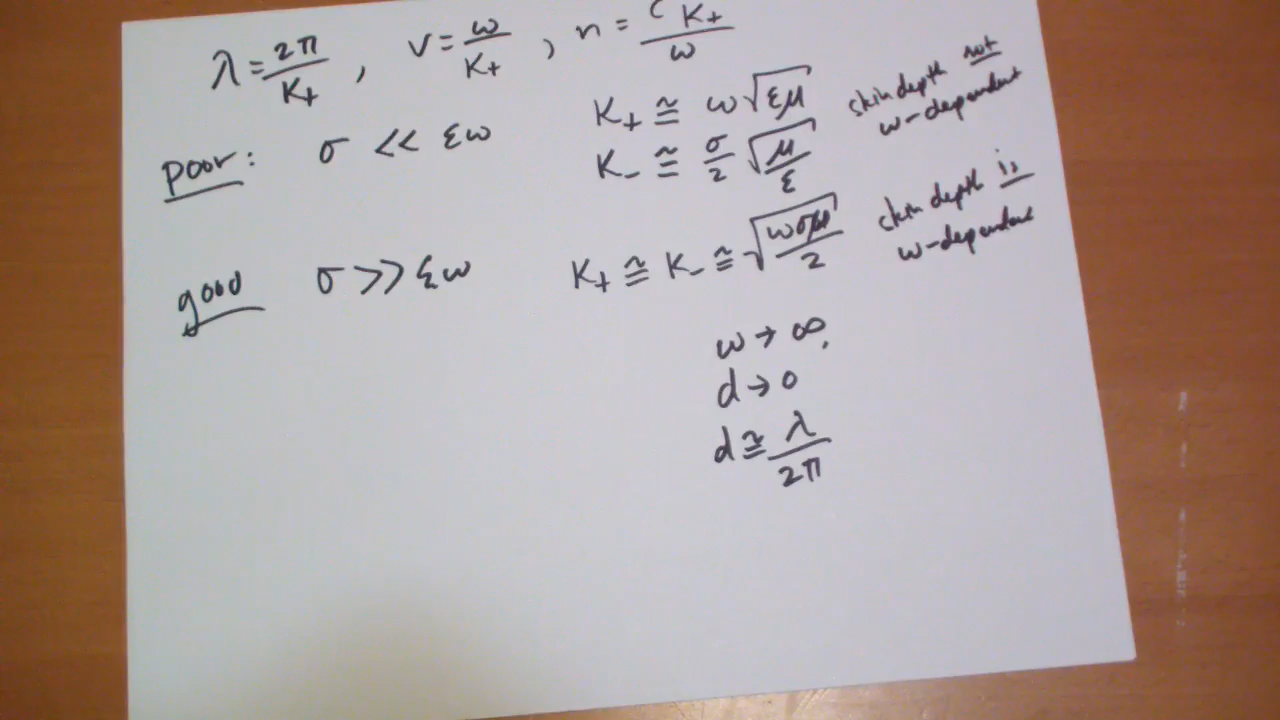 λ = 2π/K+ , v = ω/K+ , n = cK+/ω
poor: σ << εω K+ ≅ ω√εμ skin depth not
K- ≅ σ/2 √μ/ε ω-dependent
good σ >> εω K+ ≅ K- ≅ √ωσμ/2 skin depth is
ω-dependent
ω → ∞,
d → 0
d ≅ λ/2π